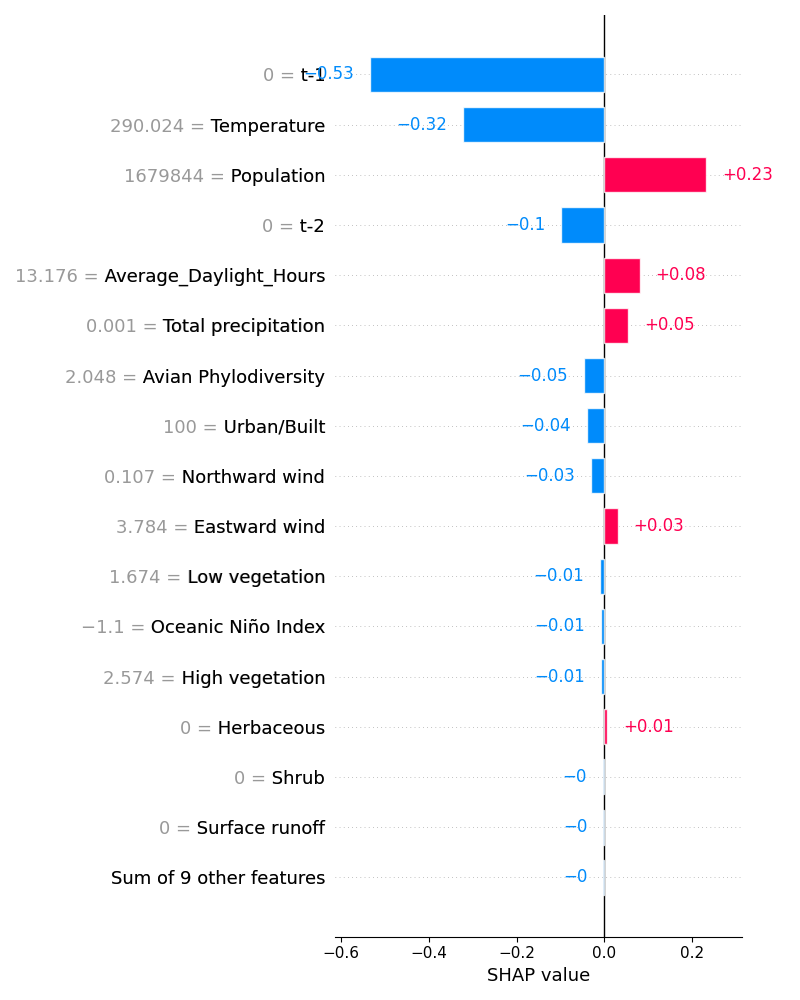 0 = t-1 −0.53
290.024 = Temperature −0.32
1679844 = Population +0.23
0 = t-2 −0.1
13.176 = Average_Daylight_Hours +0.08
0.001 = Total precipitation +0.05
2.048 = Avian Phylodiversity −0.05
100 = Urban/Built −0.04
0.107 = Northward wind −0.03
3.784 = Eastward wind +0.03
1.674 = Low vegetation −0.01
−1.1 = Oceanic Niño Index −0.01
2.574 = High vegetation −0.01
0 = Herbaceous +0.01
0 = Shrub −0
0 = Surface runoff −0
Sum of 9 other features −0
−0.6 −0.4 −0.2 0.0 0.2
SHAP value